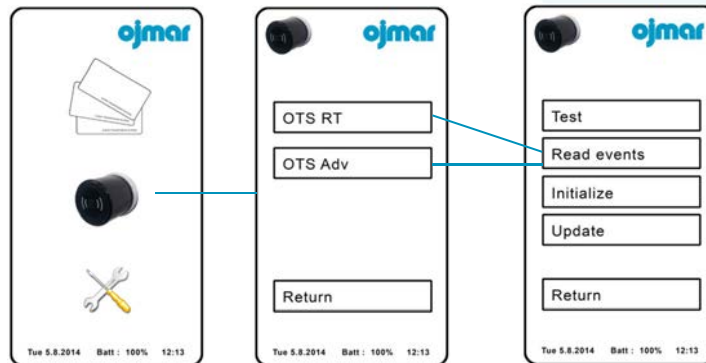 ojmar
Tue 5.8.2014 Batt : 100% 12:13
ojmar
OTS RT
OTS Adv
Return
Tue 5.8.2014 Batt : 100% 12:13
ojmar
Test
Read events
Initialize
Update
Return
Tue 5.8.2014 Batt : 100% 12:13